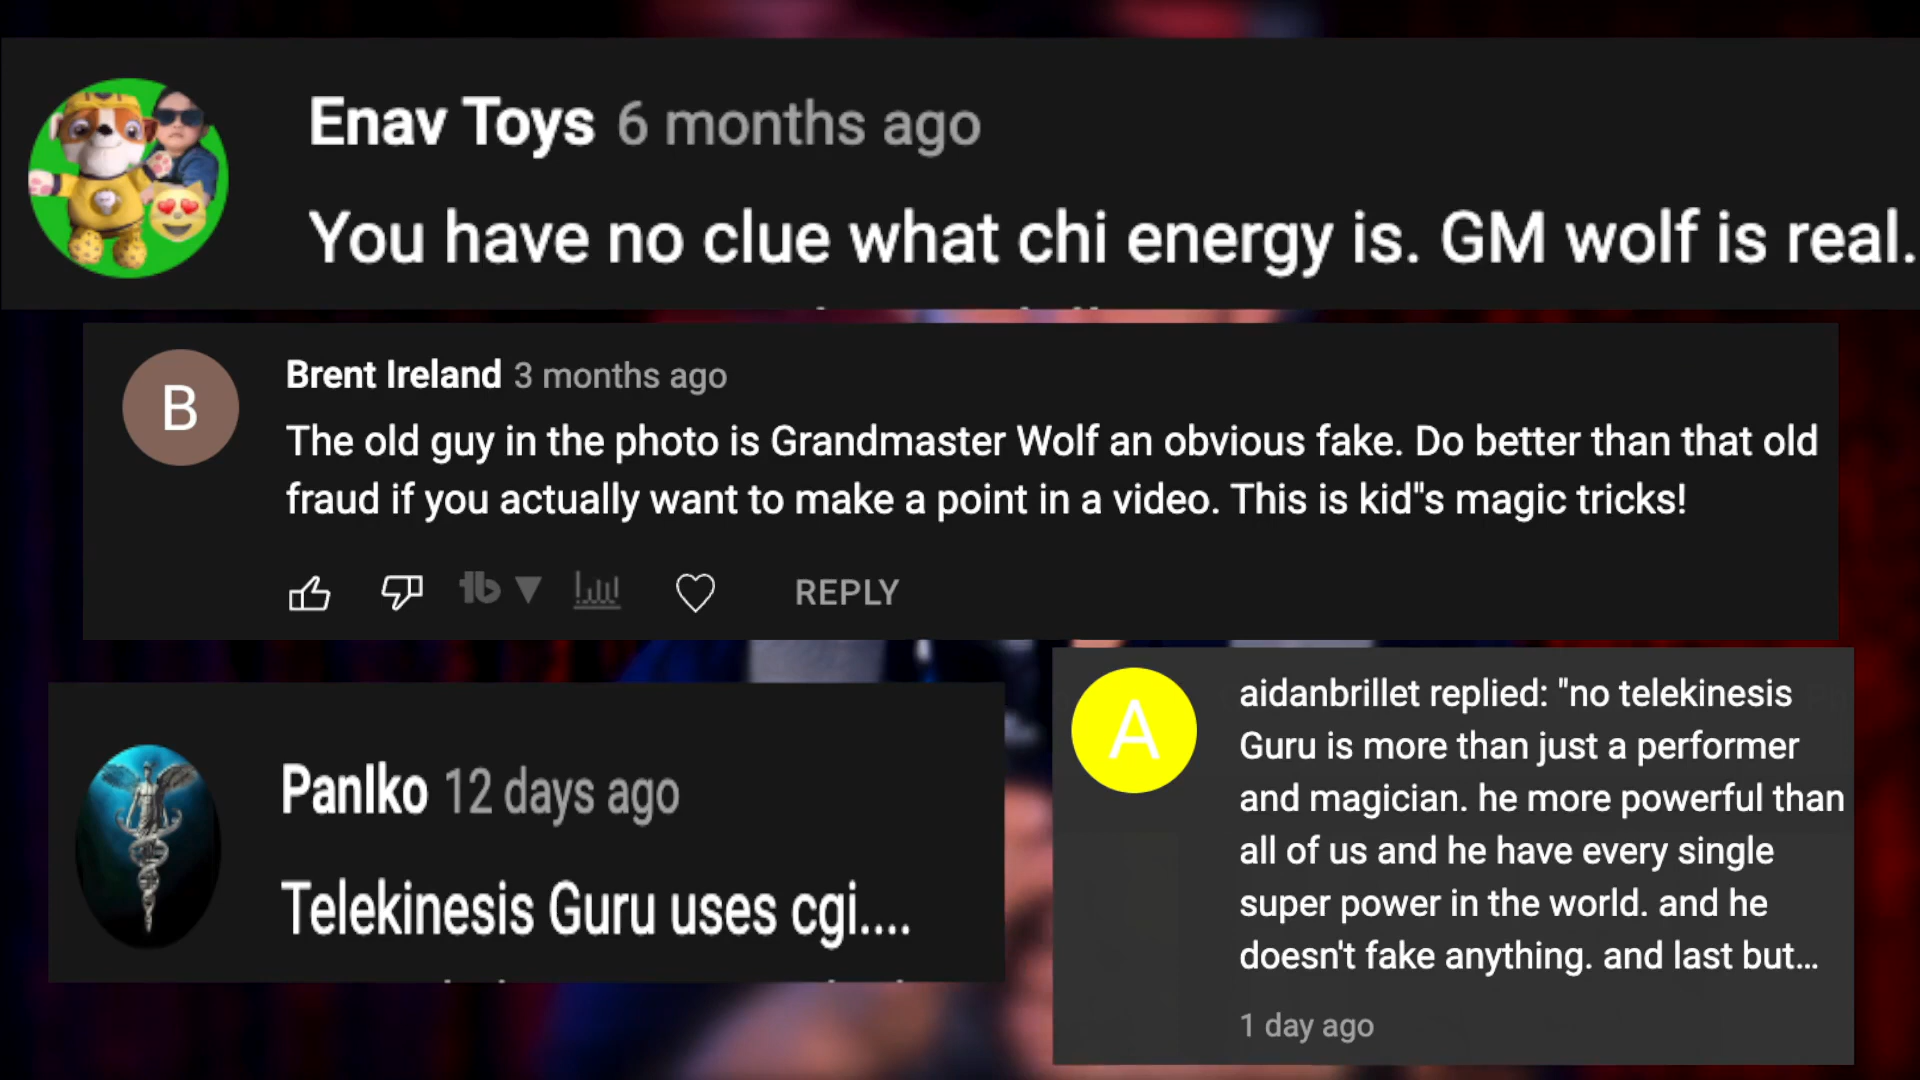 Enav Toys 6 months ago
You have no clue what chi energy is. GM wolf is real.
B
Brent Ireland 3 months ago
The old guy in the photo is Grandmaster Wolf an obvious fake. Do better than that old
fraud if you actually want to make a point in a video. This is kid"s magic tricks!
REPLY
PanIko 12 days ago
Telekinesis Guru uses cgi....
A
aidanbrillet replied: "no telekinesis
Guru is more than just a performer
and magician. he more powerful than
all of us and he have every single
super power in the world. and he
doesn't fake anything. and last but...
1 day ago